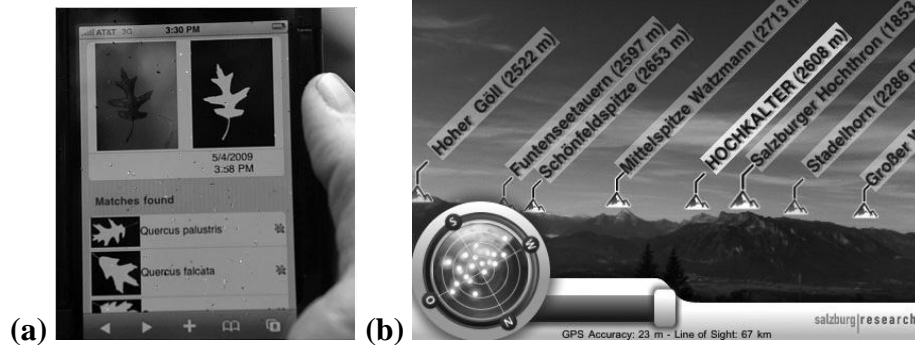 AT&T 3G 3:30 PM
5/4/2009
3:58 PM
Matches found
Quercus palustris
Quercus falcata
(a)
Hoher Göll (2522 m)
Funtenseetauern (2597 m)
Schönfeldspitze (2653 m)
Mittelspitze Watzmann (2713 m)
HOCHKALTER (2608 m)
Salzburger Hochthron (1853
Stadelhorn (2286 m
Großer
S
W
O
N
GPS Accuracy: 23 m - Line of Sight: 67 km
salzburg|research
(b)